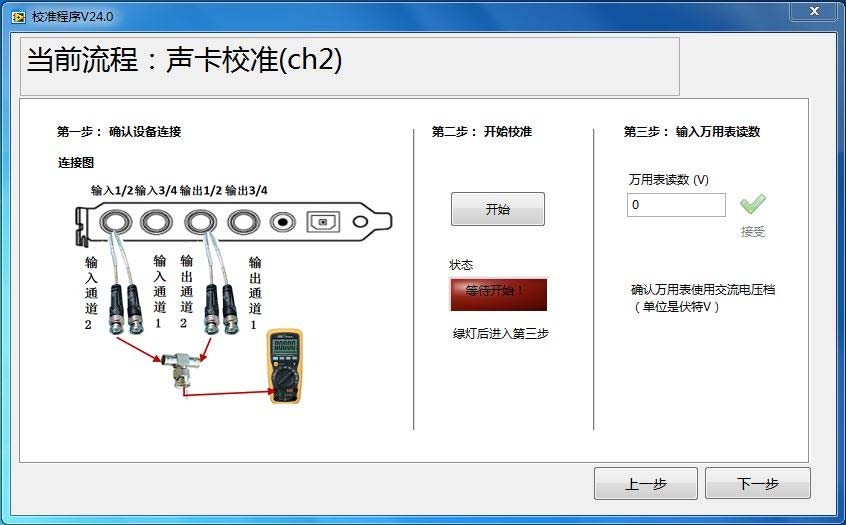 校准程序V24.0
当前流程：声卡校准(ch2)
第一步： 确认设备连接
连接图
输入1/2 输入3/4 输出1/2 输出3/4
输入通道2
输入通道1
输出通道2
输出通道1
第二步： 开始校准
开始
状态
等待开始！
绿灯后进入第三步
第三步： 输入万用表读数
万用表读数 (V)
0
接受
确认万用表使用交流电压档
（单位是伏特V）
上一步
下一步